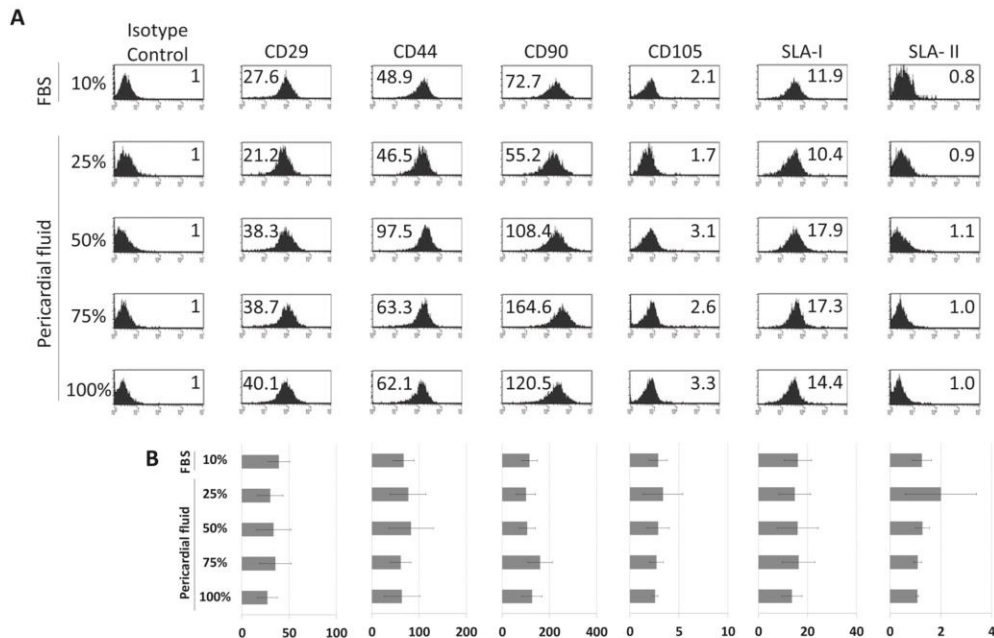 A
Isotype
Control
CD29
CD44
CD90
CD105
SLA-I
SLA- II
FBS
10%
1
27.6
48.9
72.7
2.1
11.9
0.8
Pericardial fluid
25%
1
21.2
46.5
55.2
1.7
10.4
0.9
50%
1
38.3
97.5
108.4
3.1
17.9
1.1
75%
1
38.7
63.3
164.6
2.6
17.3
1.0
100%
1
40.1
62.1
120.5
3.3
14.4
1.0
B
FBS
10%
Pericardial fluid
25%
50%
75%
100%
0 50 100
0 100 200
0 200 400
0 5 10
0 20 40
0 2 4